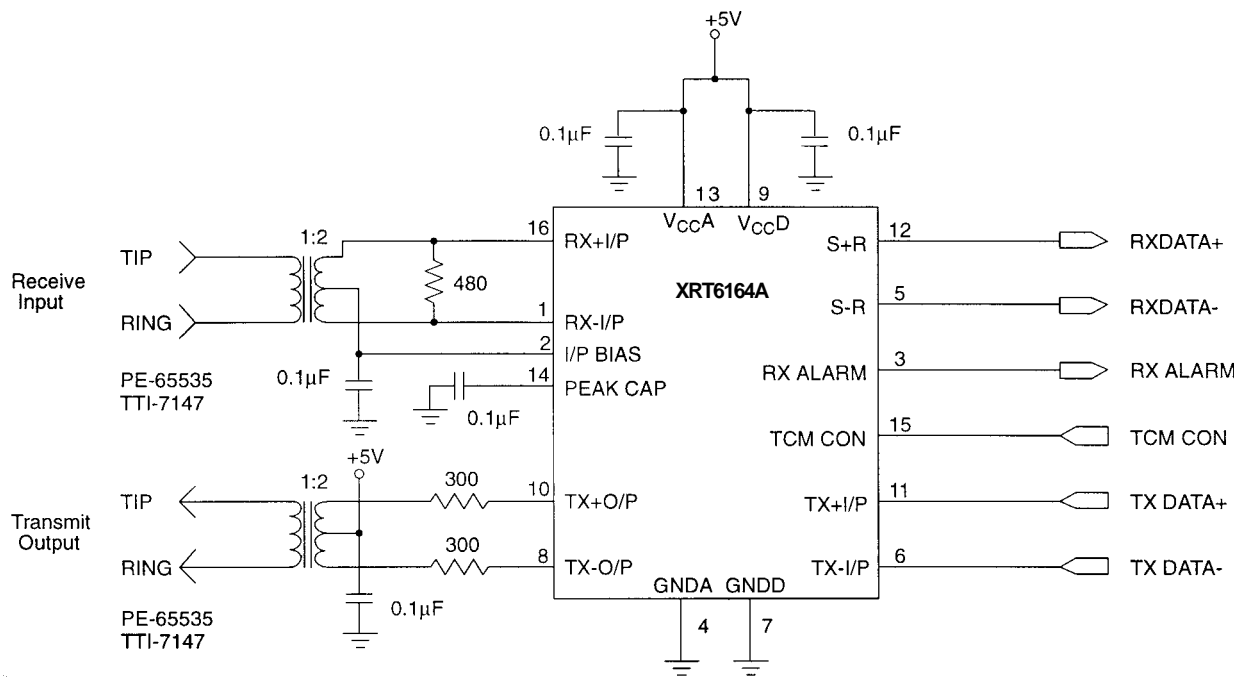 +5V
0.1µF
0.1µF
13
9
VCCA
VCCD
16
RX+I/P
S+R
12
RXDATA+
1:2
TIP
Receive
Input
480
XRT6164A
S-R
5
RXDATA-
RING
1
RX-I/P
2
I/P BIAS
PE-65535
TTI-7147
0.1µF
14
PEAK CAP
0.1µF
RX ALARM
3
RX ALARM
TCM CON
15
TCM CON
+5V
1:2
300
TIP
10
TX+O/P
TX+I/P
11
TX DATA+
Transmit
Output
300
RING
8
TX-O/P
TX-I/P
6
TX DATA-
GNDA
GNDD
0.1µF
PE-65535
TTI-7147
4
7